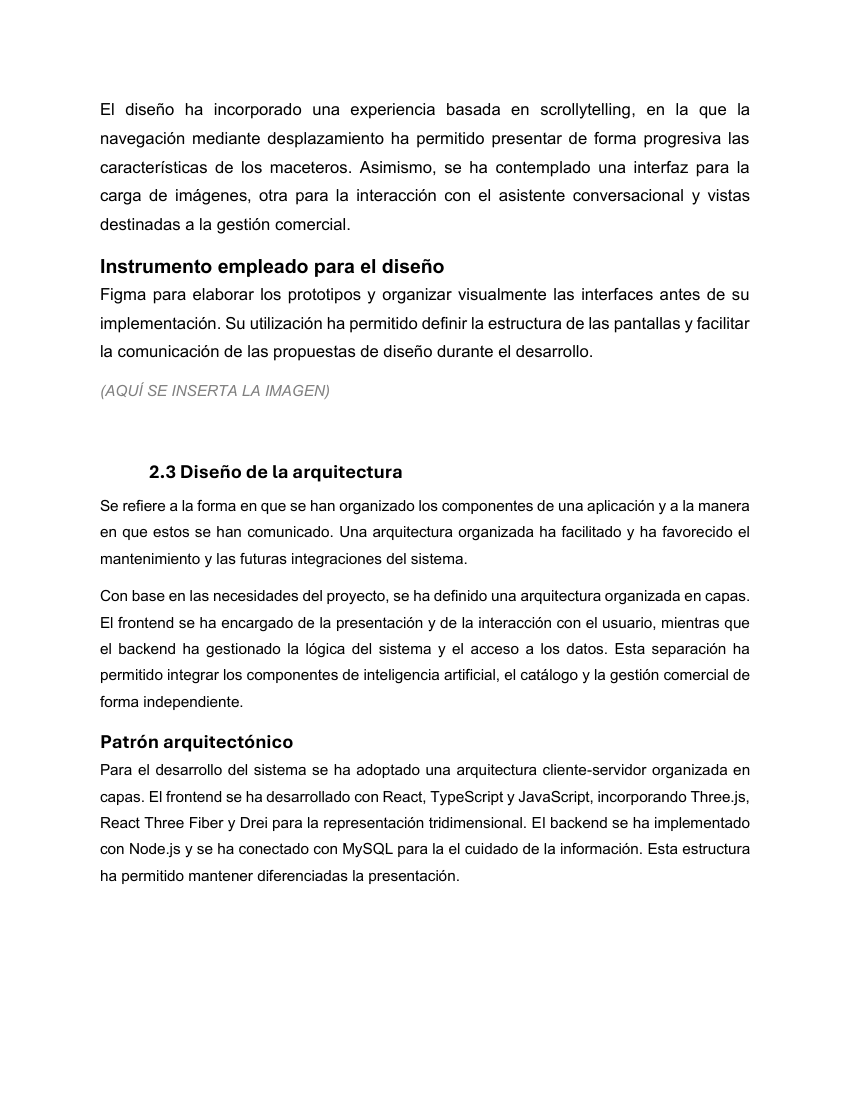 El diseño ha incorporado una experiencia basada en scrollytelling, en la que la
navegación mediante desplazamiento ha permitido presentar de forma progresiva las
características de los maceteros. Asimismo, se ha contemplado una interfaz para la
carga de imágenes, otra para la interacción con el asistente conversacional y vistas
destinadas a la gestión comercial.
Instrumento empleado para el diseño
Figma para elaborar los prototipos y organizar visualmente las interfaces antes de su
implementación. Su utilización ha permitido definir la estructura de las pantallas y facilitar
la comunicación de las propuestas de diseño durante el desarrollo.
(AQUÍ SE INSERTA LA IMAGEN)
2.3 Diseño de la arquitectura
Se refiere a la forma en que se han organizado los componentes de una aplicación y a la manera
en que estos se han comunicado. Una arquitectura organizada ha facilitado y ha favorecido el
mantenimiento y las futuras integraciones del sistema.
Con base en las necesidades del proyecto, se ha definido una arquitectura organizada en capas.
El frontend se ha encargado de la presentación y de la interacción con el usuario, mientras que
el backend ha gestionado la lógica del sistema y el acceso a los datos. Esta separación ha
permitido integrar los componentes de inteligencia artificial, el catálogo y la gestión comercial de
forma independiente.
Patrón arquitectónico
Para el desarrollo del sistema se ha adoptado una arquitectura cliente-servidor organizada en
capas. El frontend se ha desarrollado con React, TypeScript y JavaScript, incorporando Three.js,
React Three Fiber y Drei para la representación tridimensional. El backend se ha implementado
con Node.js y se ha conectado con MySQL para la el cuidado de la información. Esta estructura
ha permitido mantener diferenciadas la presentación.